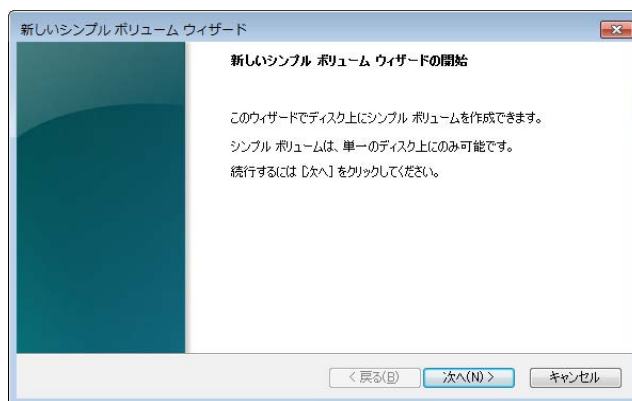 新しいシンプル ボリューム ウィザード
新しいシンプル ボリューム ウィザードの開始
このウィザードでディスク上にシンプル ボリュームを作成できます。
シンプル ボリュームは、単一のディスク上にのみ可能です。
続行するには [次へ] をクリックしてください。
< 戻る(B) 次へ(N) > キャンセル